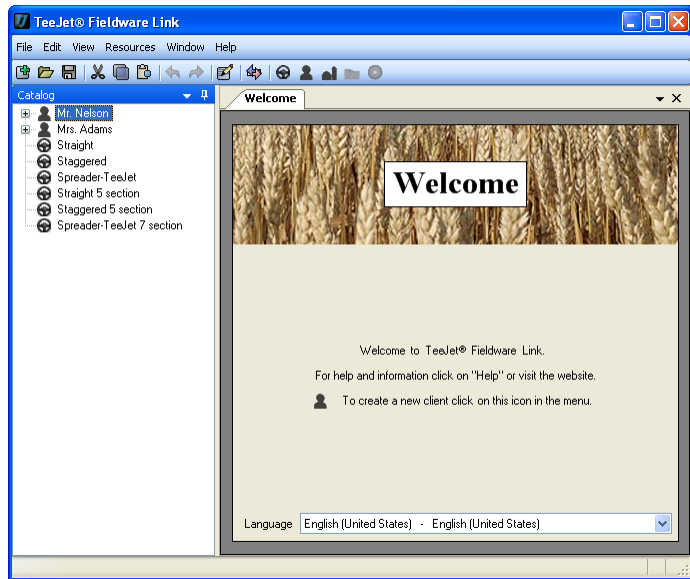 TeeJet® Fieldware Link
File Edit View Resources Window Help
Catalog
Mr. Nelson
Mrs. Adams
Straight
Staggered
Spreader-TeeJet
Straight 5 section
Staggered 5 section
Spreader-TeeJet 7 section
Welcome
Welcome
Welcome to TeeJet® Fieldware Link.
For help and information click on "Help" or visit the website.
To create a new client click on this icon in the menu.
Language English (United States) - English (United States)